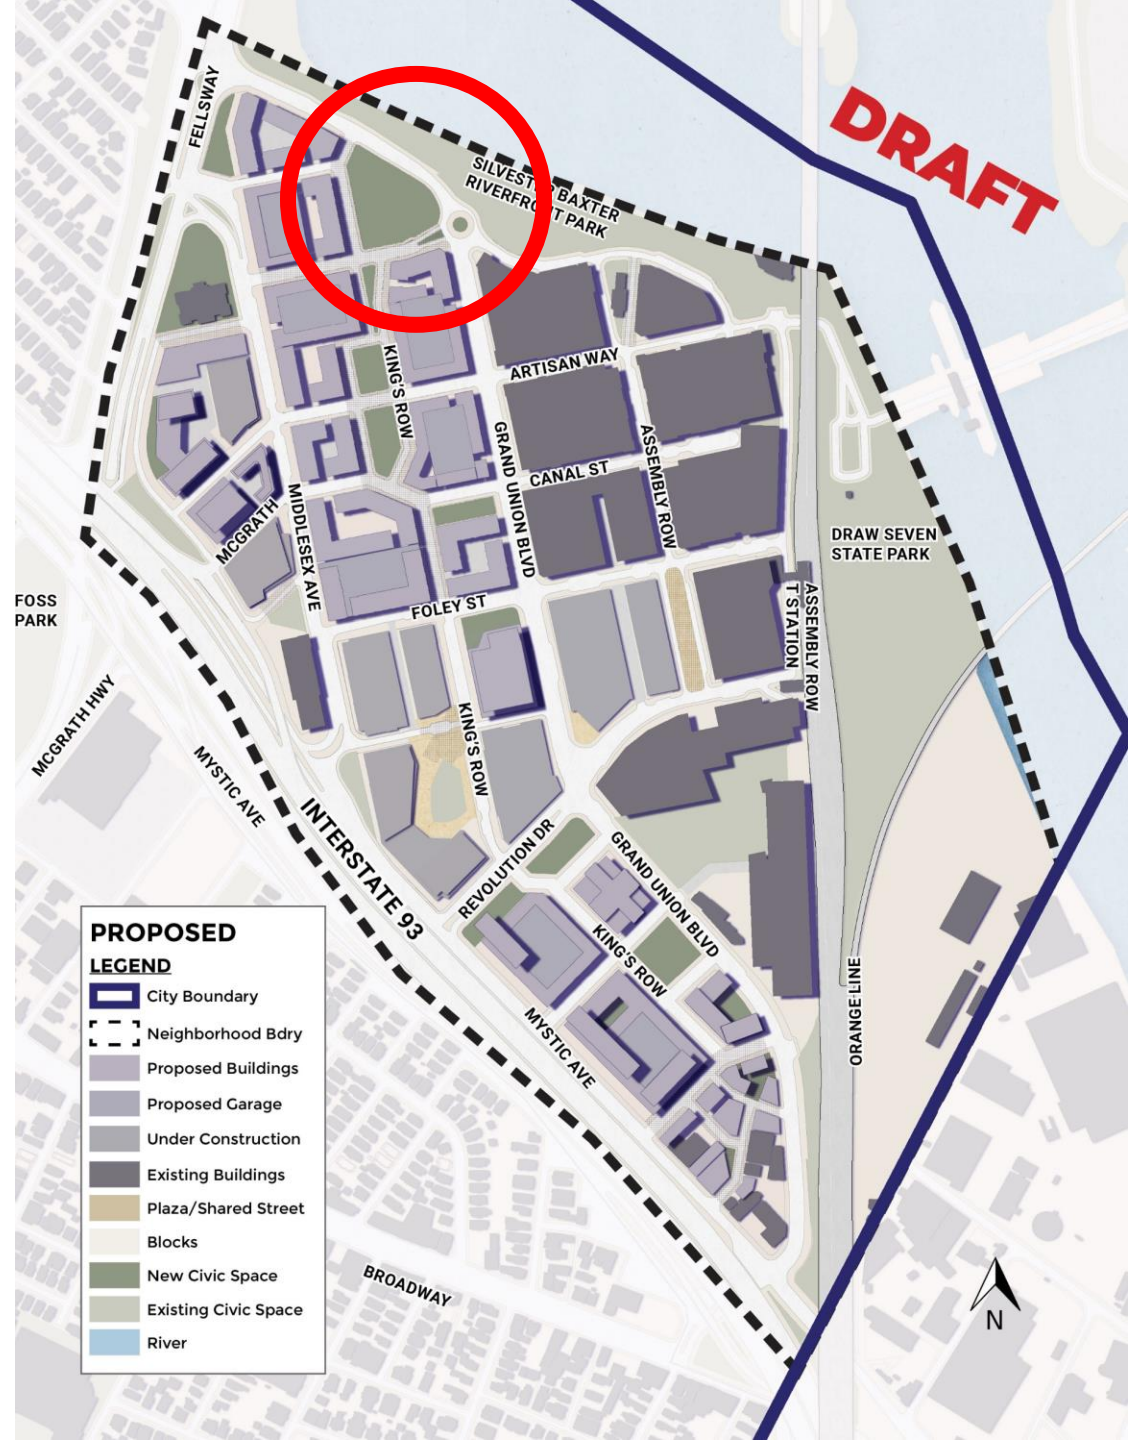 FELLSWAY
DRAFT
SILVESTER BAXTER
RIVERFRONT PARK
KING'S ROW
ARTISAN WAY
GRAND UNION BLVD
ASSEMBLY ROW
CANAL ST
MCGRATH
MIDDLESEX AVE
DRAW SEVEN
STATE PARK
FOSS
PARK
FOLEY ST
ASSEMBLY ROW
T STATION
MCGRATH HWY
MYSTIC AVE
KING'S ROW
INTERSTATE 93
REVOLUTION DR
GRAND UNION BLVD
KING'S ROW
MYSTIC AVE
ORANGE LINE
BROADWAY
PROPOSED
LEGEND
City Boundary
Neighborhood Bdry
Proposed Buildings
Proposed Garage
Under Construction
Existing Buildings
Plaza/Shared Street
Blocks
New Civic Space
Existing Civic Space
River
N